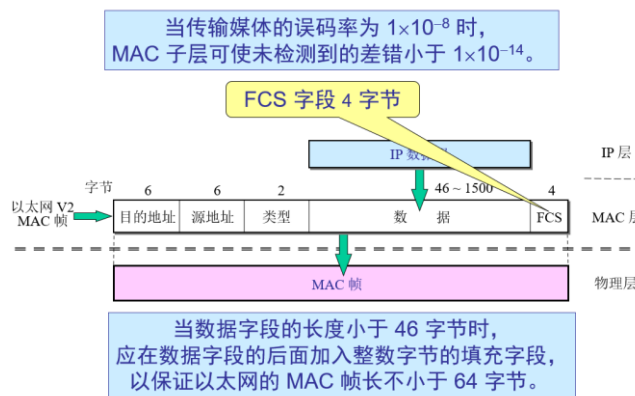 当传输媒体的误码率为 1×10⁻⁸ 时，
MAC 子层可使未检测到的差错小于 1×10⁻¹⁴。
FCS 字段 4 字节
IP 数据
IP 层
字节
6
6
2
46 ~ 1500
4
以太网 V2
MAC 帧
目的地址
源地址
类型
数 据
FCS
MAC 层
MAC 帧
物理层
当数据字段的长度小于 46 字节时，
应在数据字段的后面加入整数字节的填充字段，
以保证以太网的 MAC 帧长不小于 64 字节。